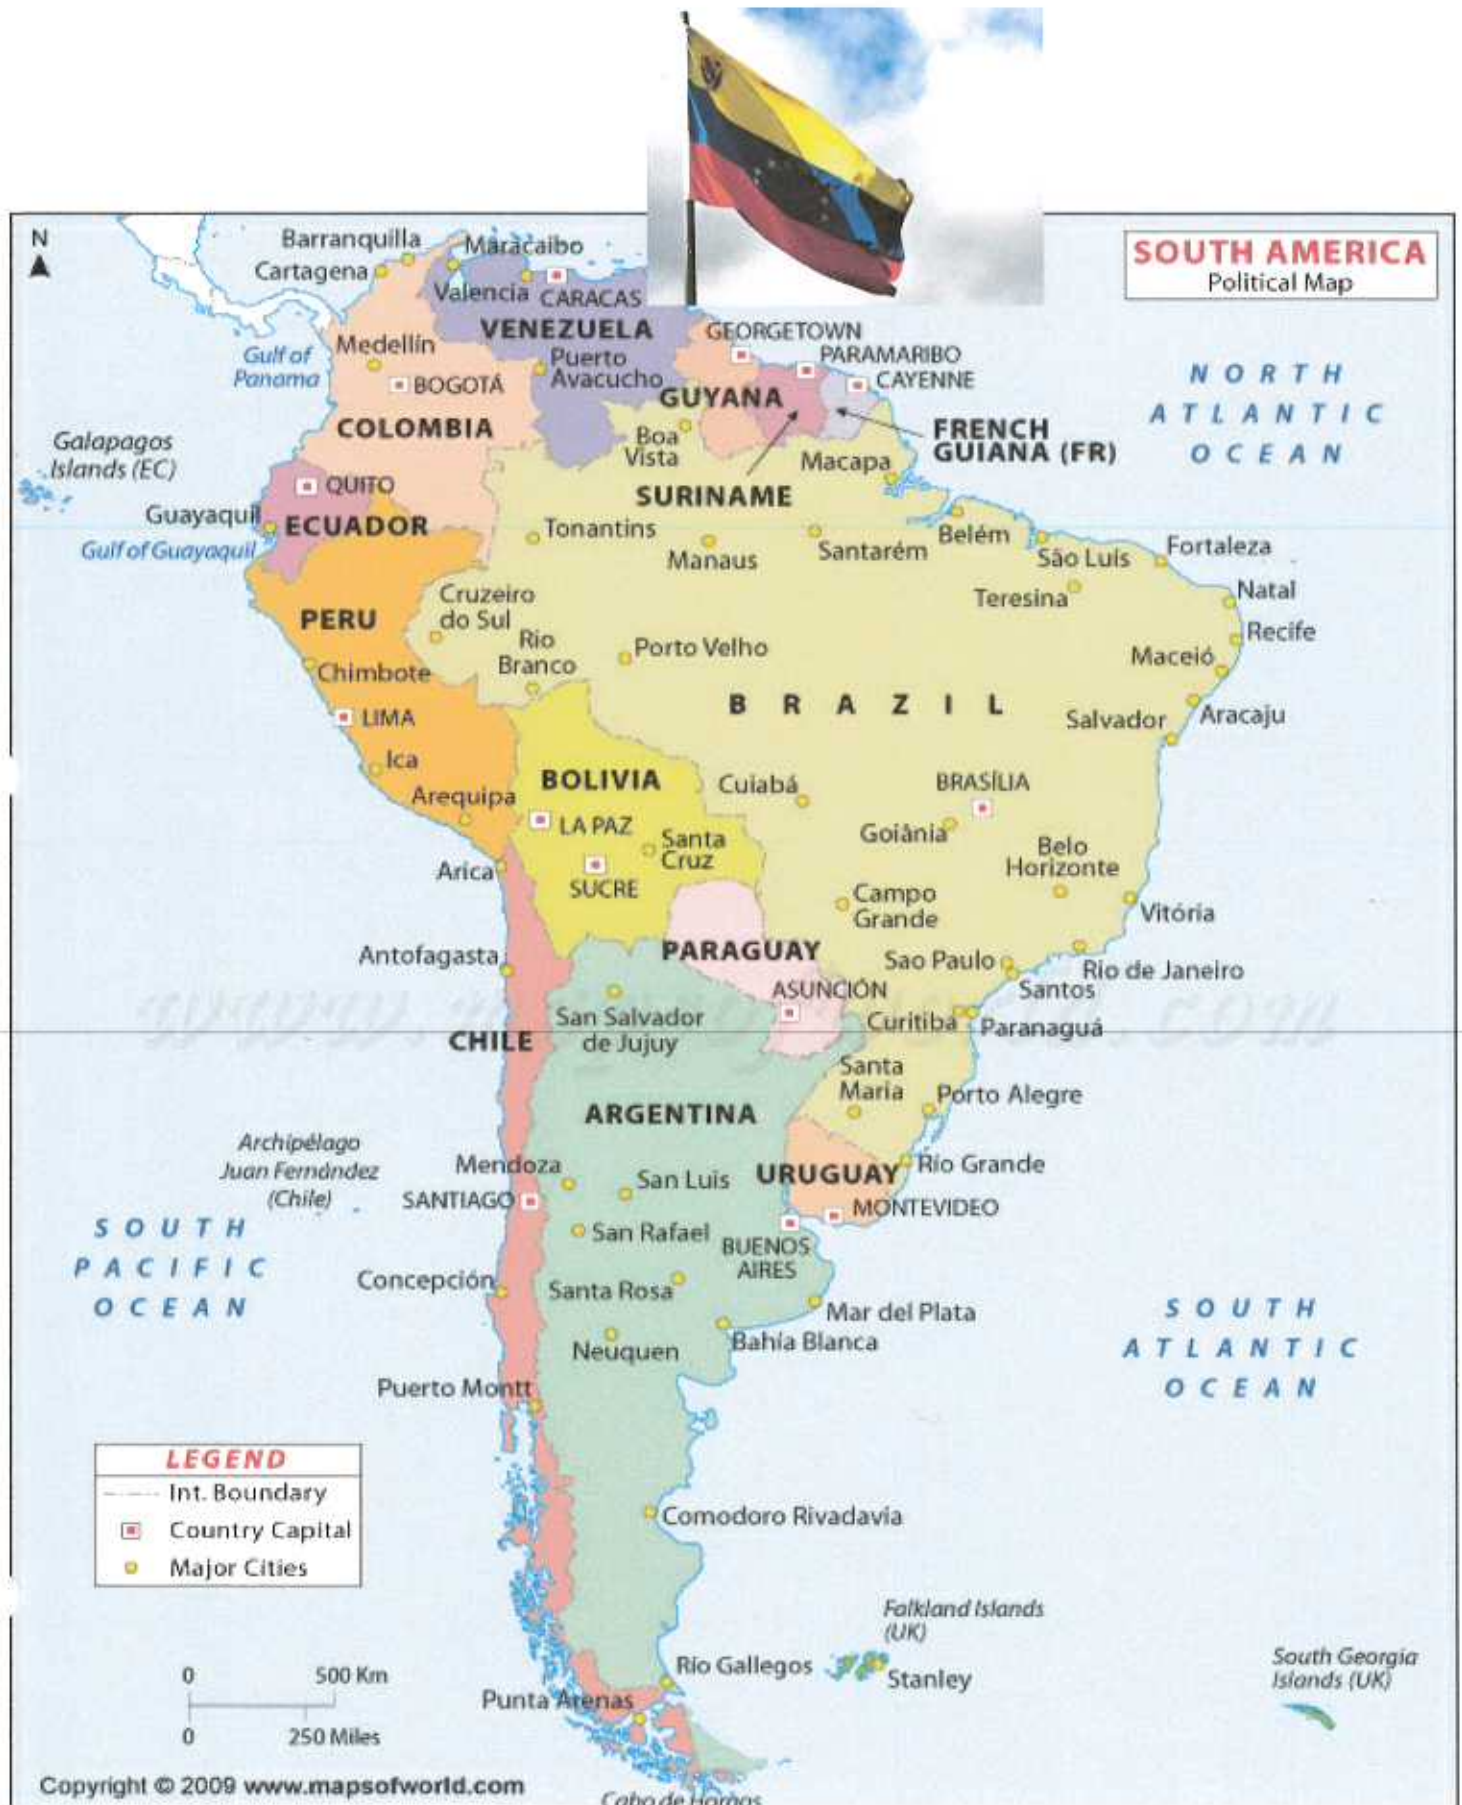 N
SOUTH AMERICA
Political Map
Barranquilla
Maracaibo
Cartagena
Valencia
CARACAS
VENEZUELA
GEORGETOWN
Medellín
Gulf of
Panama
Puerto
Avacucho
PARAMARIBO
BOGOTÁ
CAYENNE
NORTH
ATLANTIC
OCEAN
GUYANA
COLOMBIA
FRENCH
GUIANA (FR)
Galapagos
Islands (EC)
Boa
Vista
Macapa
QUITO
SURINAME
Guayaquil
ECUADOR
Gulf of Guayaquil
Tonantins
Manaus
Santarém
Belém
São Luis
Fortaleza
Teresina
Natal
Cruzeiro
do Sul
PERU
Recife
Rio
Branco
Porto Velho
Maceió
Chimbote
BRAZIL
LIMA
Salvador
Aracaju
Ica
BOLIVIA
Cuiabá
BRASÍLIA
Arequipa
LA PAZ
Santa
Cruz
Goiânia
Belo
Horizonte
Arica
SUCRE
Campo
Grande
Vitória
Antofagasta
PARAGUAY
Sao Paulo
Rio de Janeiro
ASUNCIÓN
Santos
San Salvador
de Jujuy
Curitiba
Paranaguá
CHILE
Santa
Maria
Porto Alegre
ARGENTINA
Archipélago
Juan Fernández
(Chile)
Mendoza
San Luis
URUGUAY
Río Grande
SANTIAGO
MONTEVIDEO
SOUTH
PACIFIC
OCEAN
San Rafael
BUENOS
AIRES
Concepción
Santa Rosa
Mar del Plata
SOUTH
ATLANTIC
OCEAN
Neuquen
Bahía Blanca
Puerto Montt
LEGEND
Int. Boundary
Country Capital
Major Cities
Comodoro Rivadavia
Falkland Islands
(UK)
Río Gallegos
Stanley
South Georgia
Islands (UK)
0 500 Km
0 250 Miles
Punta Arenas
Copyright © 2009 www.mapsofworld.com
Cabo de Hornos